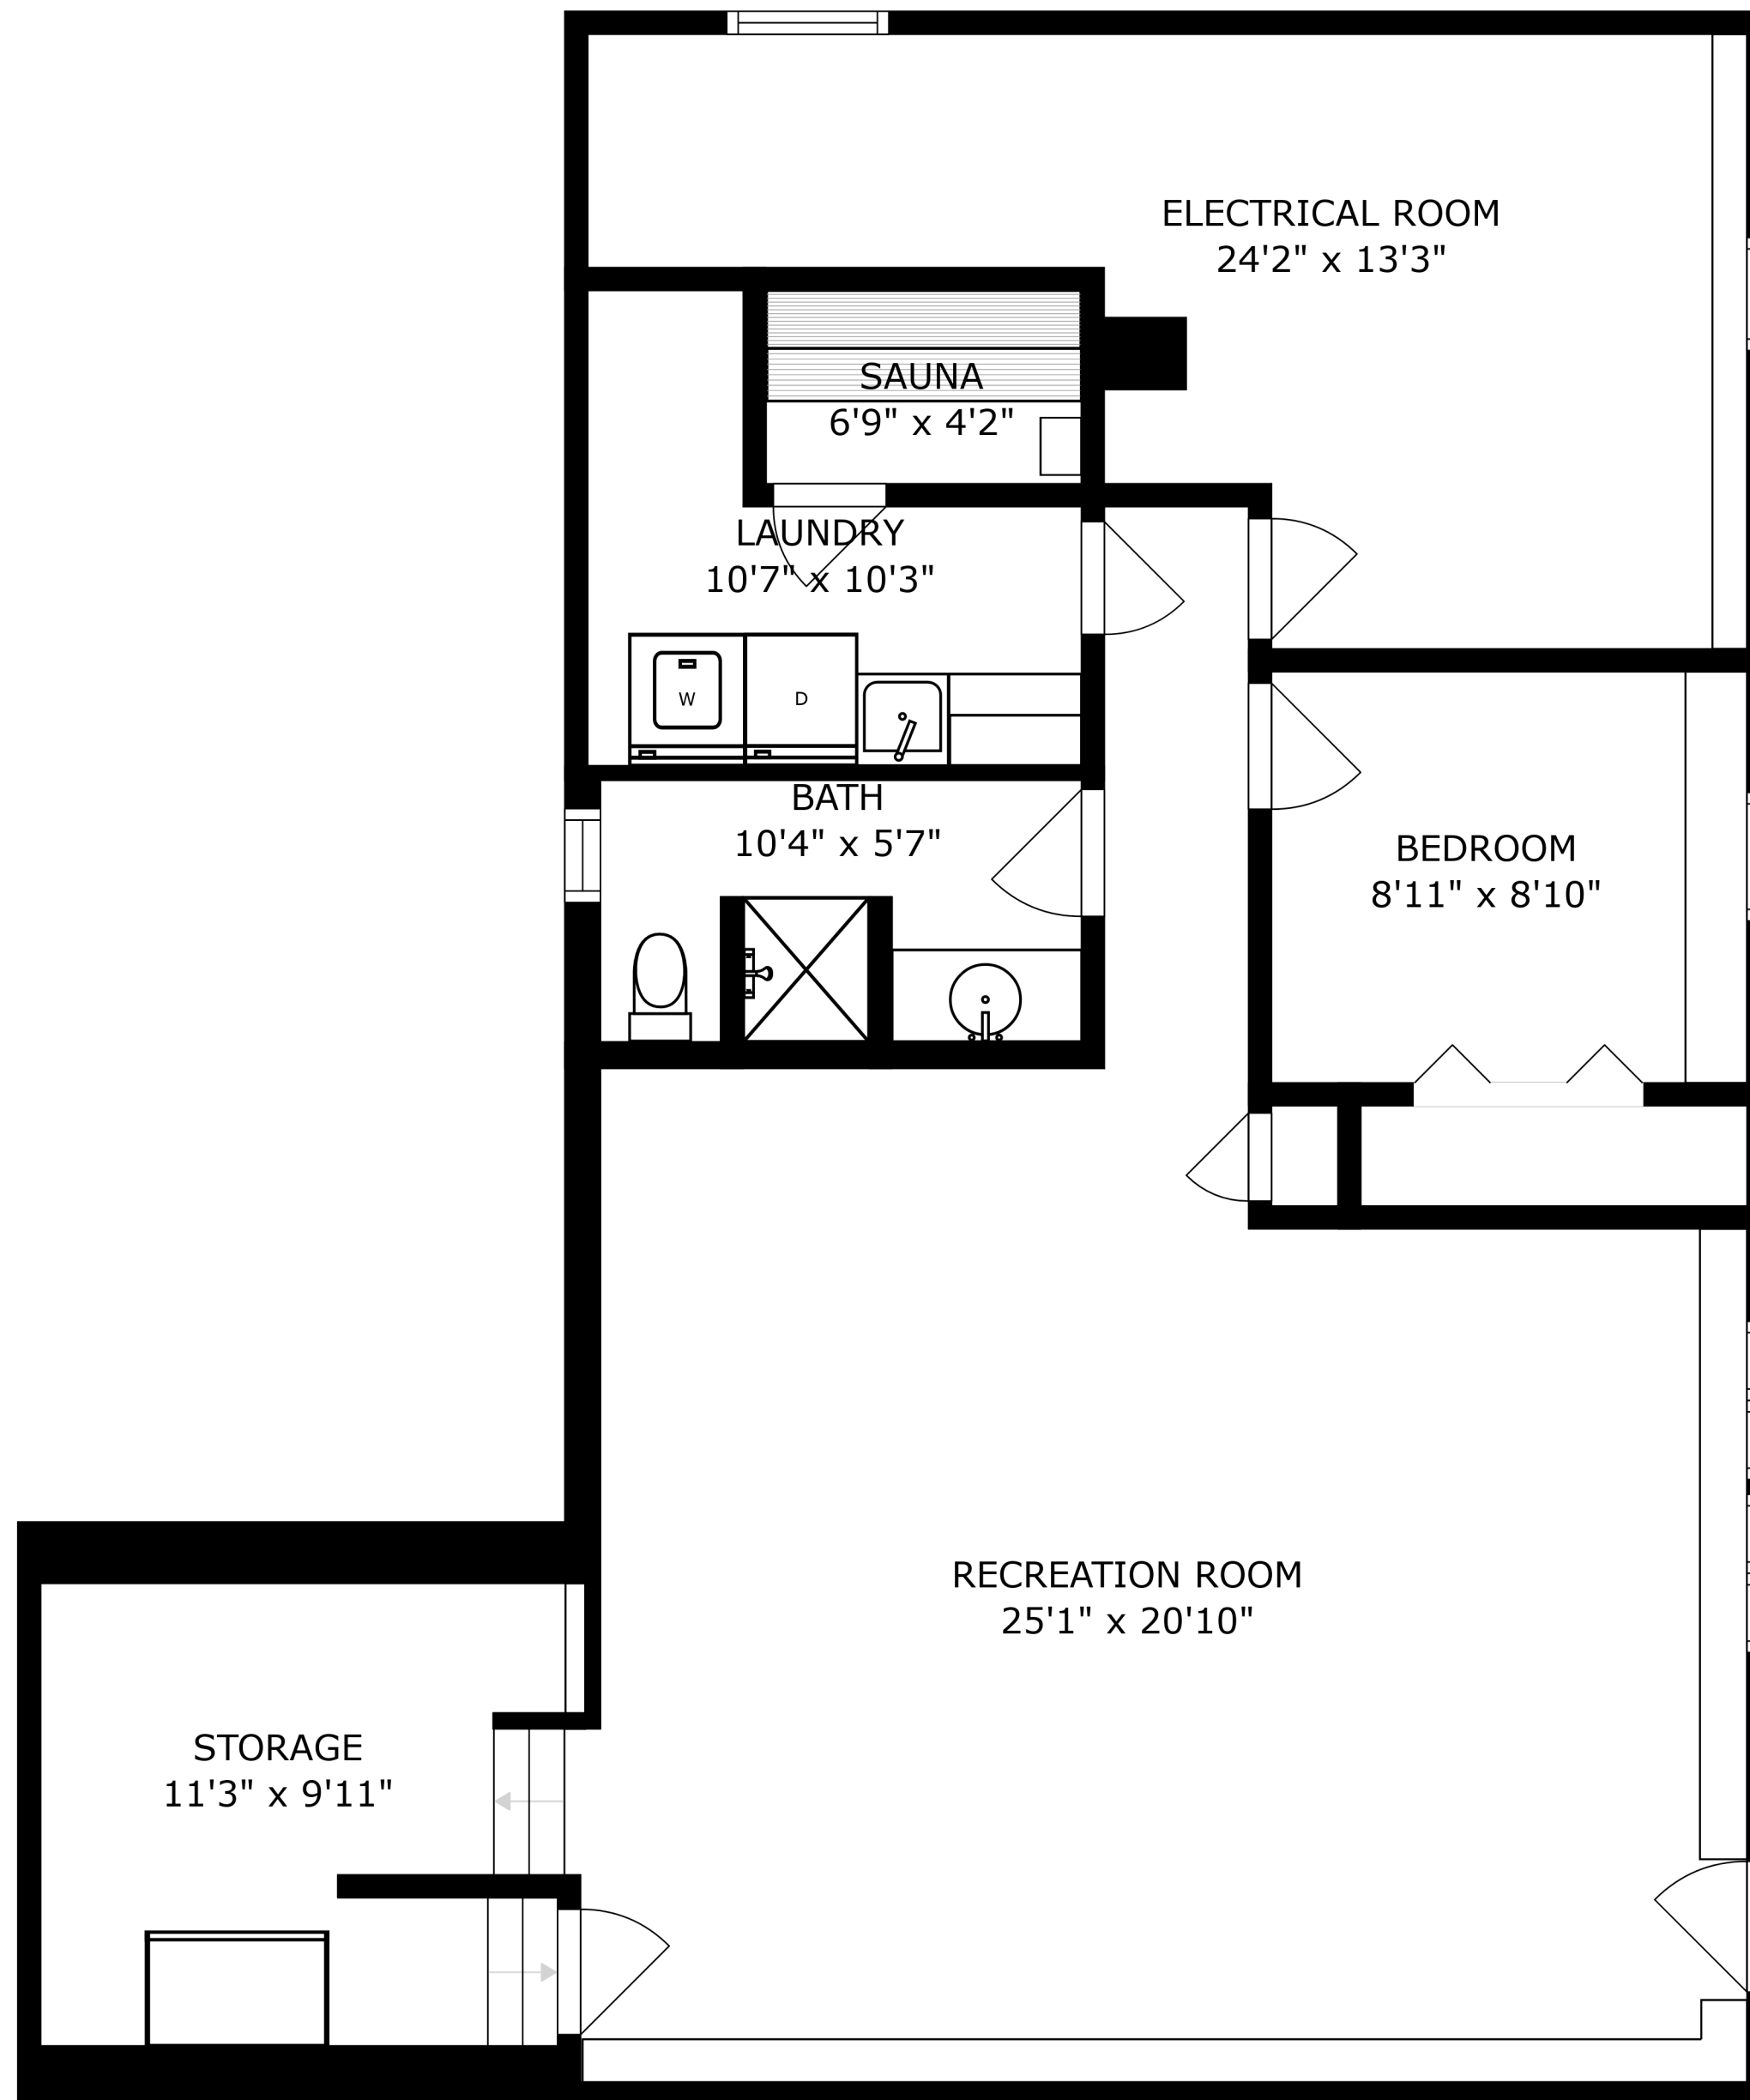 ELECTRICAL ROOM
24'2" x 13'3"
SAUNA
6'9" x 4'2"
LAUNDRY
10'7" x 10'3"
W
D
BATH
10'4" x 5'7"
BEDROOM
8'11" x 8'10"
RECREATION ROOM
25'1" x 20'10"
STORAGE
11'3" x 9'11"